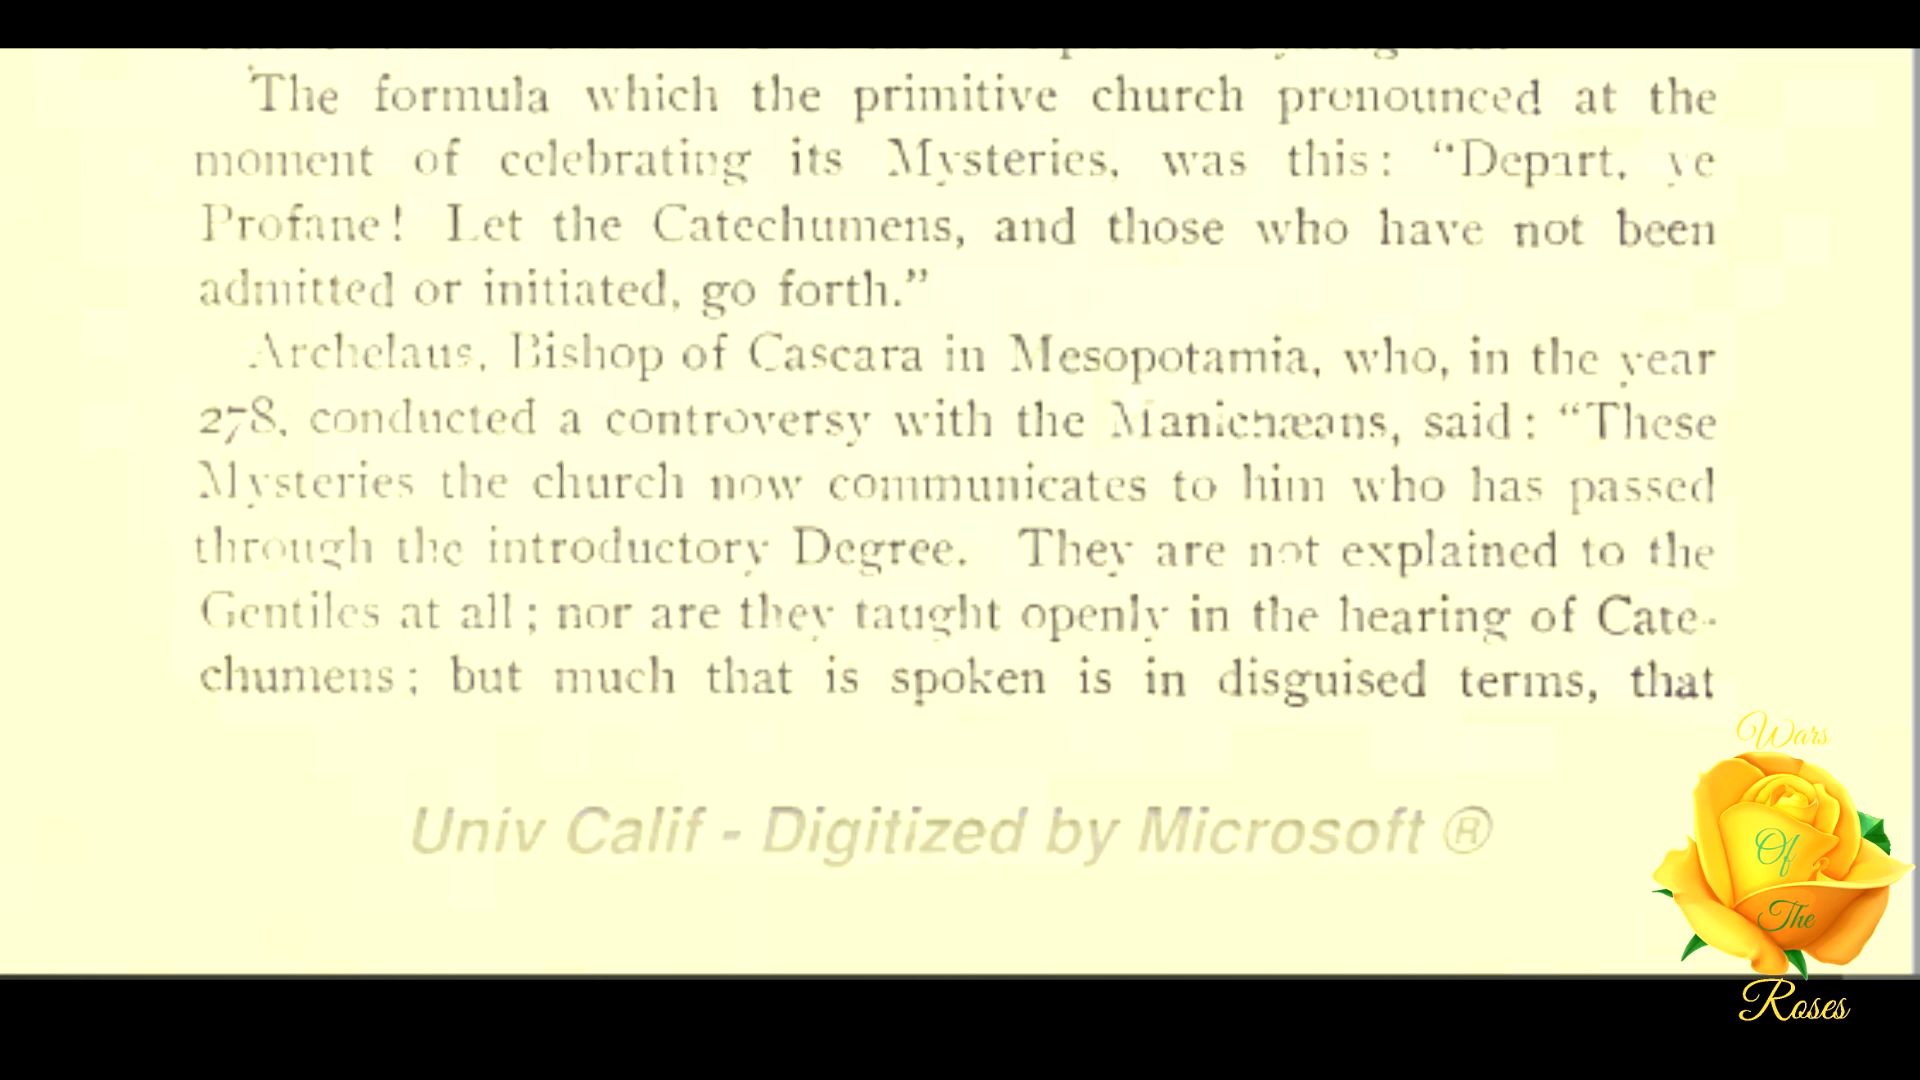 The formula which the primitive church pronounced at the
moment of celebrating its Mysteries, was this: “Depart, ye
Profane! Let the Catechumens, and those who have not been
admitted or initiated, go forth.”
Archelaus, Bishop of Cascara in Mesopotamia, who, in the year
278, conducted a controversy with the Manichæans, said: “These
Mysteries the church now communicates to him who has passed
through the introductory Degree. They are not explained to the
Gentiles at all; nor are they taught openly in the hearing of Cate-
chumens; but much that is spoken is in disguised terms, that
Univ Calif - Digitized by Microsoft ®
Wars
Of
The
Roses